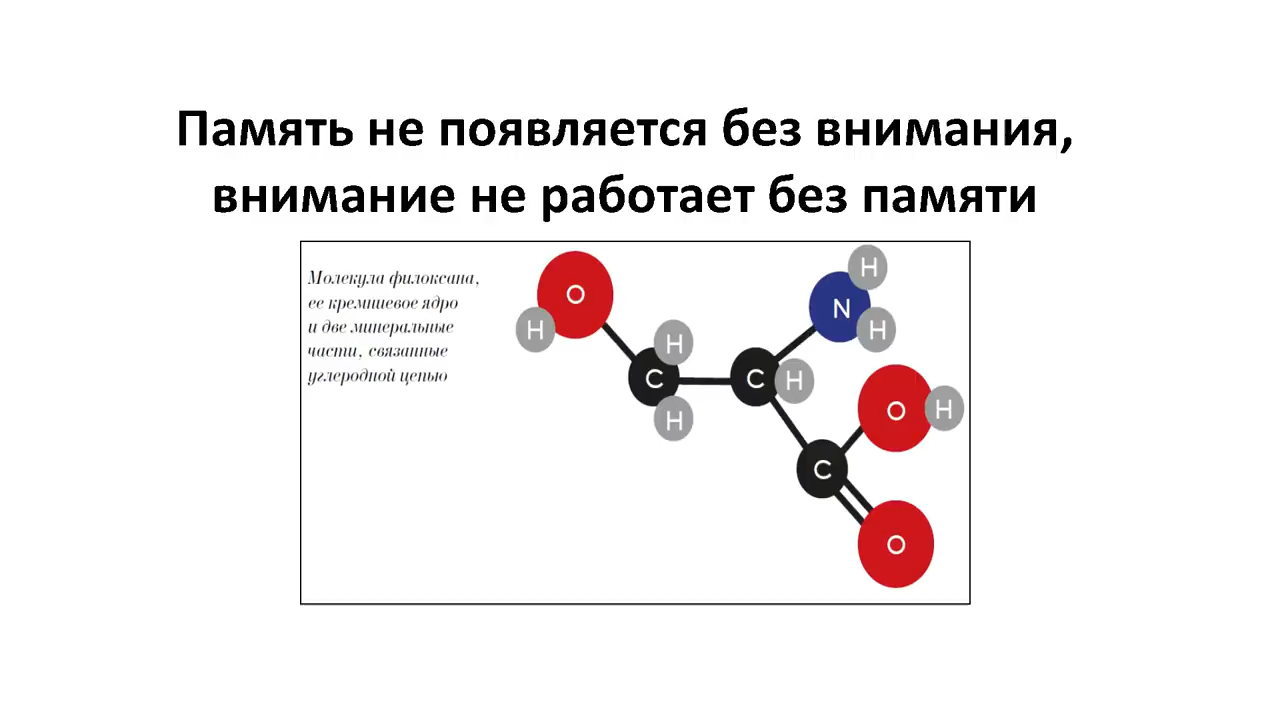 Память не появляется без внимания,
внимание не работает без памяти
Молекула филоксана,
ее кремниевое ядро
и две минеральные
части, связанные
углеродной цепью
O
H
C
H
H
C
H
N
H
H
C
O
H
O